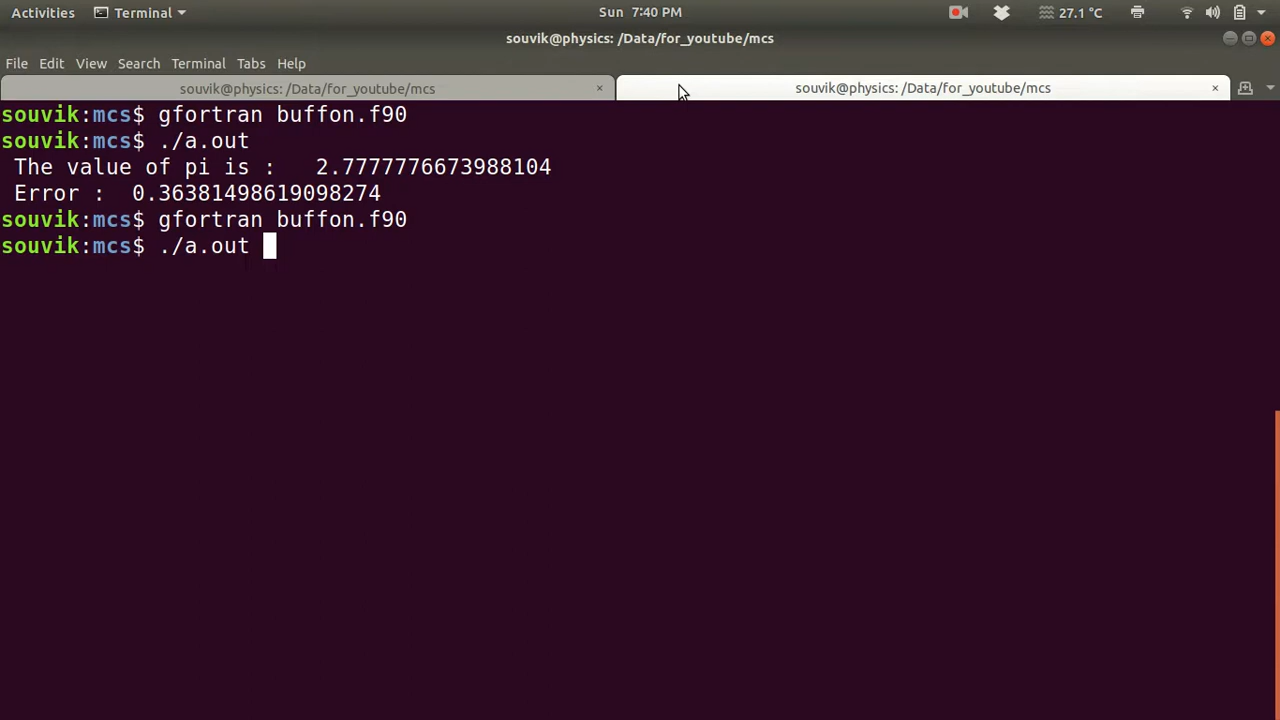 Activities Terminal Sun 7:40 PM 27.1 °C
souvik@physics: /Data/for_youtube/mcs
File Edit View Search Terminal Tabs Help
souvik@physics: /Data/for_youtube/mcs × souvik@physics: /Data/for_youtube/mcs ×
souvik:mcs$ gfortran buffon.f90
souvik:mcs$ ./a.out
The value of pi is : 2.7777776673988104
Error : 0.36381498619098274
souvik:mcs$ gfortran buffon.f90
souvik:mcs$ ./a.out